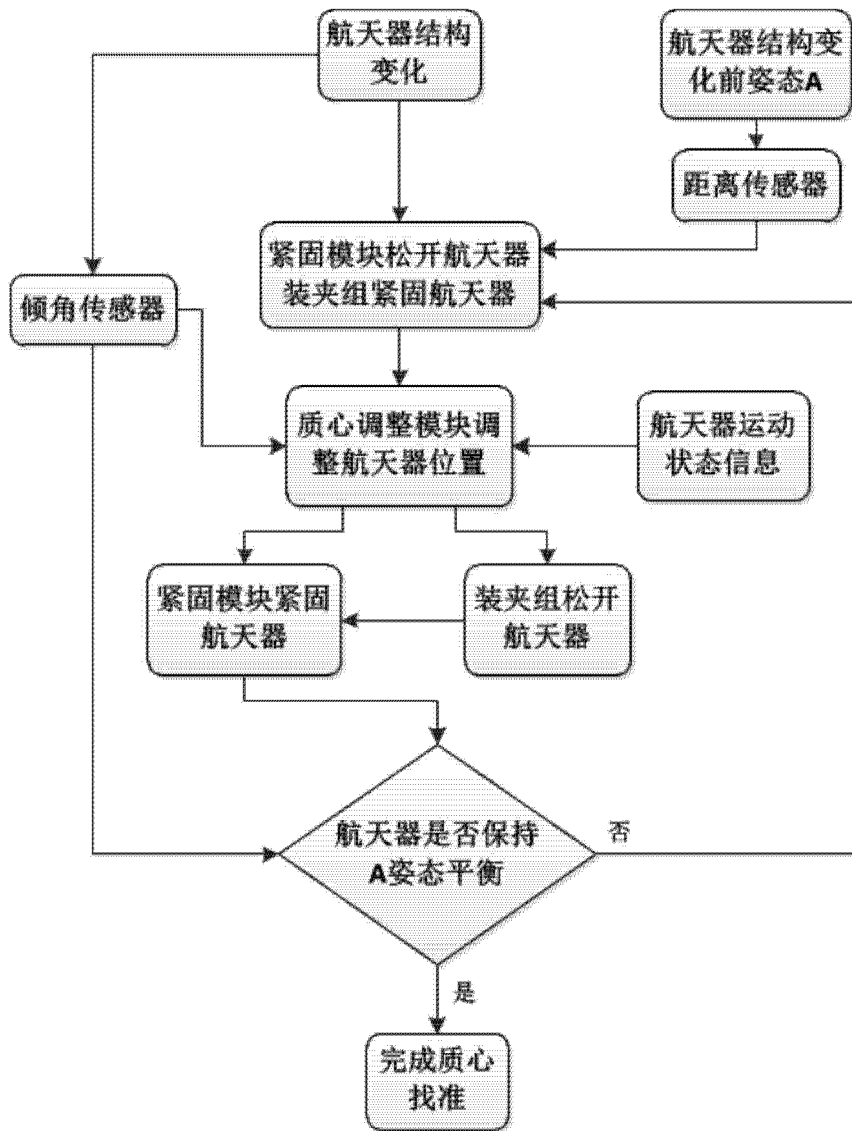 航天器结构
变化
航天器结构变
化前姿态A
距离传感器
紧固模块松开航天器
装夹组紧固航天器
倾角传感器
质心调整模块调
整航天器位置
航天器运动
状态信息
紧固模块紧固
航天器
装夹组松开
航天器
航天器是否保持
A姿态平衡
否
是
完成质心
找准